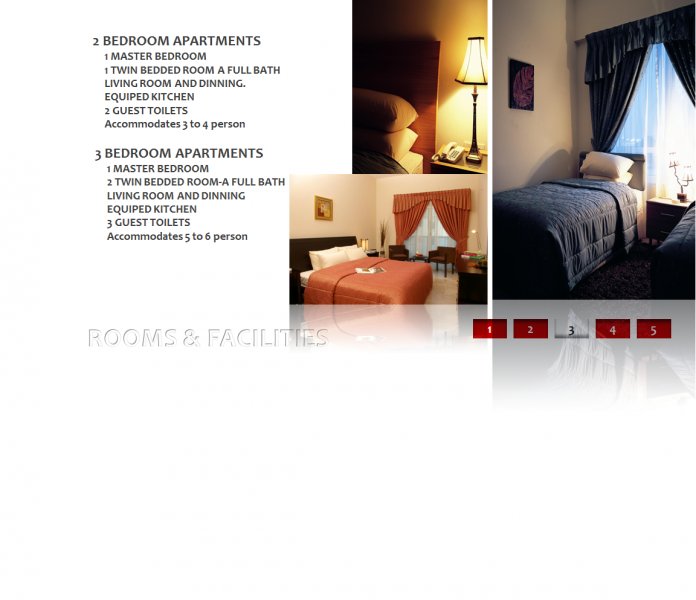 2 BEDROOM APARTMENTS
1 MASTER BEDROOM
1 TWIN BEDDED ROOM A FULL BATH
LIVING ROOM AND DINNING.
EQUIPED KITCHEN
2 GUEST TOILETS
Accommodates 3 to 4 person
3 BEDROOM APARTMENTS
1 MASTER BEDROOM
2 TWIN BEDDED ROOM-A FULL BATH
LIVING ROOM AND DINNING
EQUIPED KITCHEN
3 GUEST TOILETS
Accommodates 5 to 6 person
ROOMS & FACILITIES
1 2 3 4 5